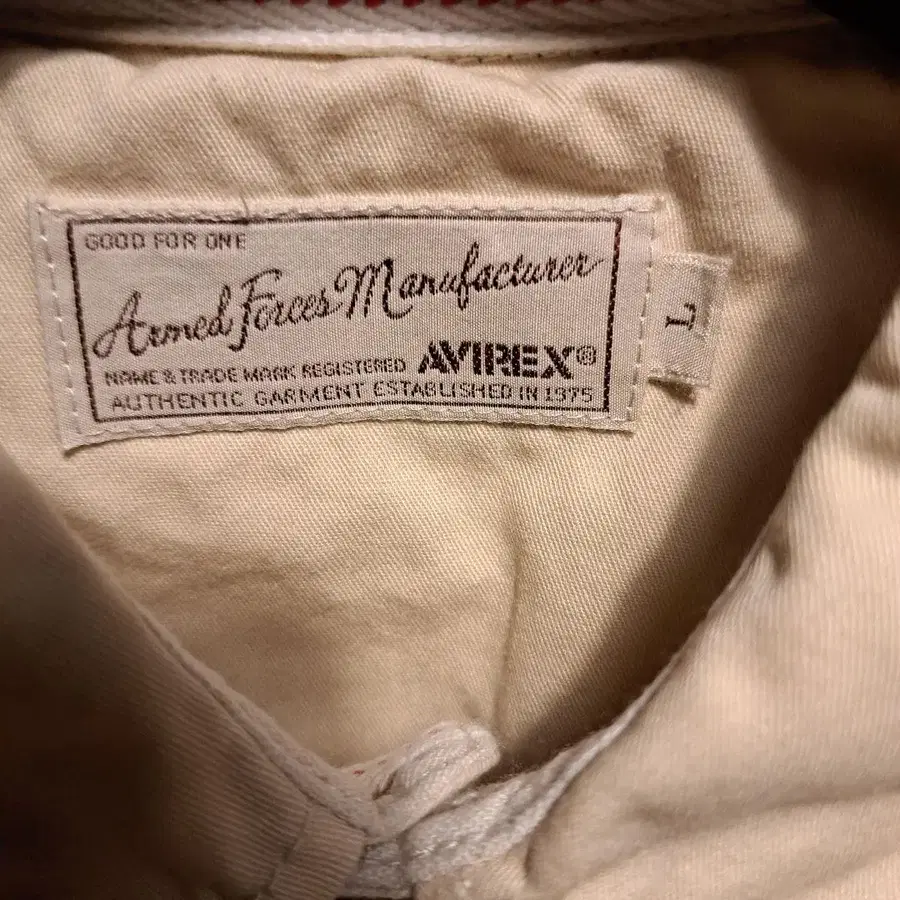 GOOD FOR ONE
Armed Forces Manufacturer
NAME & TRADE MARK REGISTERED AVIREX®
AUTHENTIC GARMENT ESTABLISHED IN 1975
L